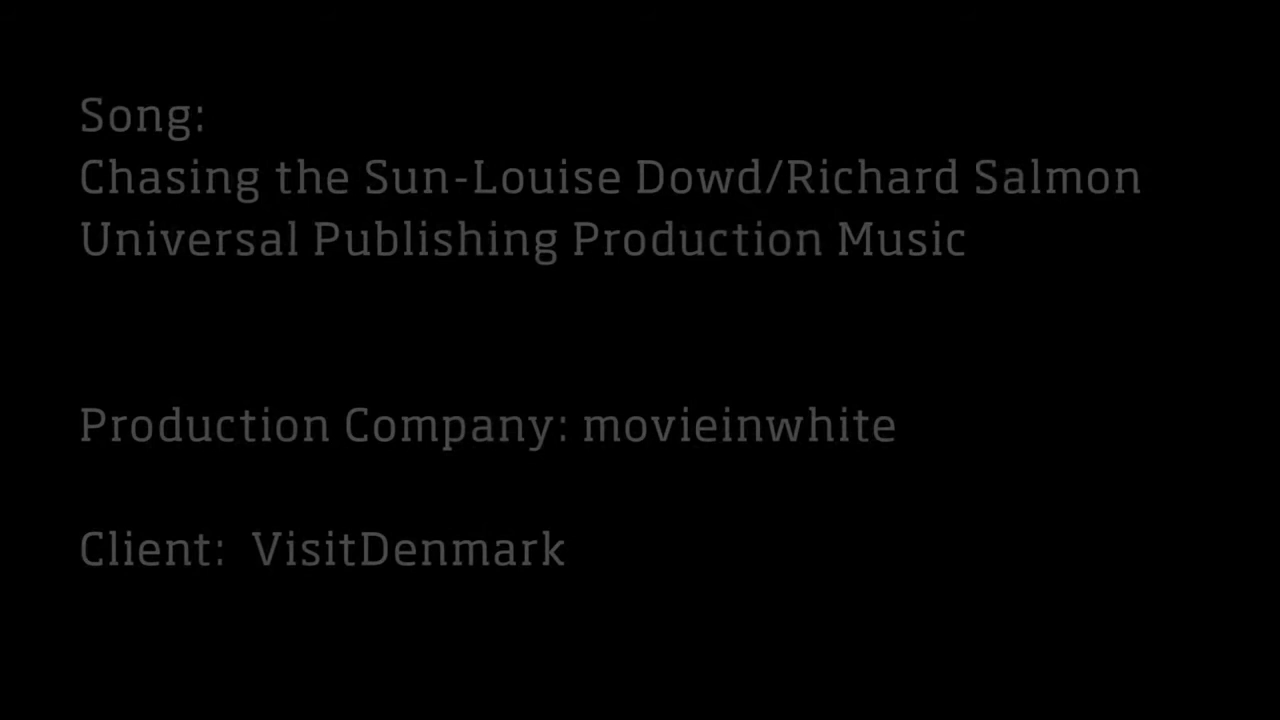 Song:
Chasing the Sun-Louise Dowd/Richard Salmon
Universal Publishing Production Music
Production Company: movieinwhite
Client:  VisitDenmark